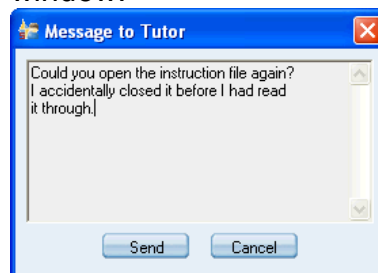 Message to Tutor
Could you open the instruction file again?
I accidentally closed it before I had read
it through.
Send Cancel